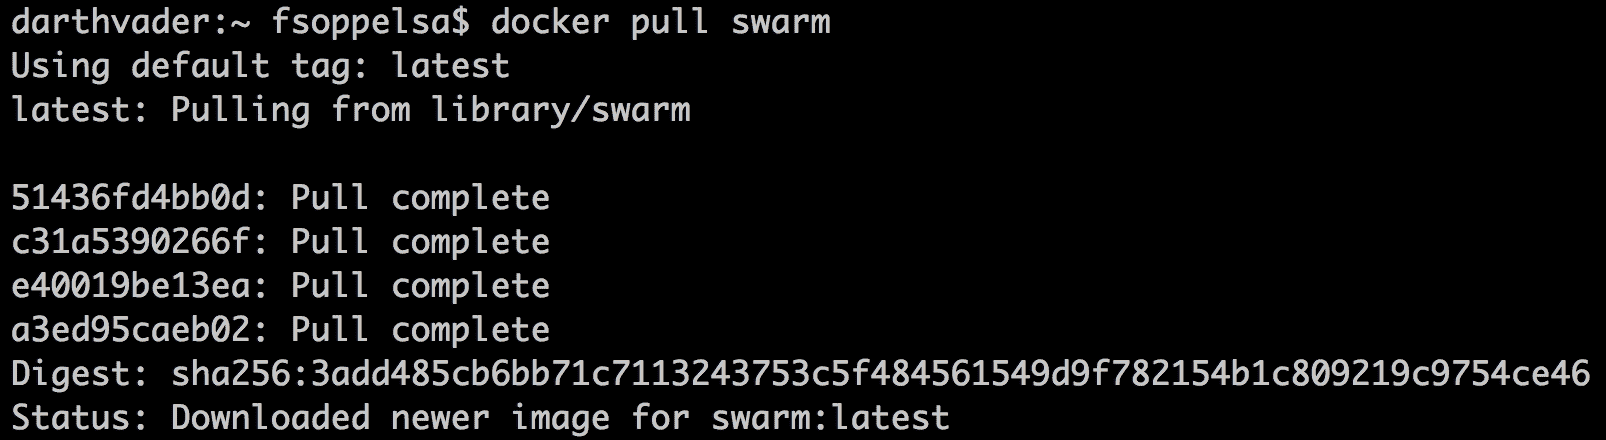 darthvader:~ fsoppelsa$ docker pull swarm
Using default tag: latest
latest: Pulling from library/swarm
51436fd4bb0d: Pull complete
c31a5390266f: Pull complete
e40019be13ea: Pull complete
a3ed95caeb02: Pull complete
Digest: sha256:3add485cb6bb71c7113243753c5f484561549d9f782154b1c809219c9754ce46
Status: Downloaded newer image for swarm:latest